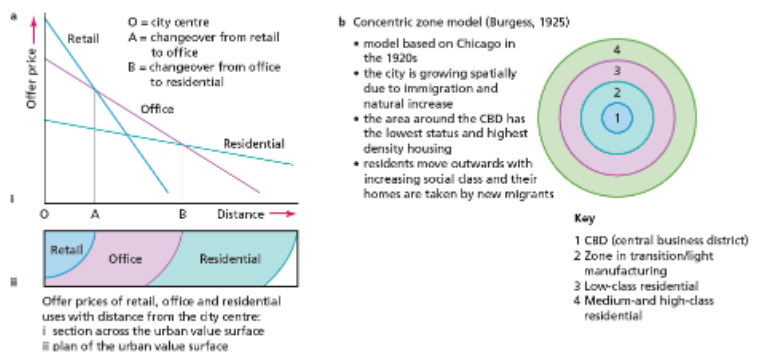 a
O = city centre
A = changeover from retail
to office
B = changeover from office
to residential
Retail
Office
Residential
Offer price
i
O
A
B
Distance
Retail
Office
Residential
ii
Offer prices of retail, office and residential
uses with distance from the city centre:
i section across the urban value surface
ii plan of the urban value surface
b Concentric zone model (Burgess, 1925)
• model based on Chicago in
the 1920s
• the city is growing spatially
due to immigration and
natural increase
• the area around the CBD has
the lowest status and highest
density housing
• residents move outwards with
increasing social class and their
homes are taken by new migrants
4
3
2
1
Key
1 CBD (central business district)
2 Zone in transition/light
manufacturing
3 Low-class residential
4 Medium-and high-class
residential